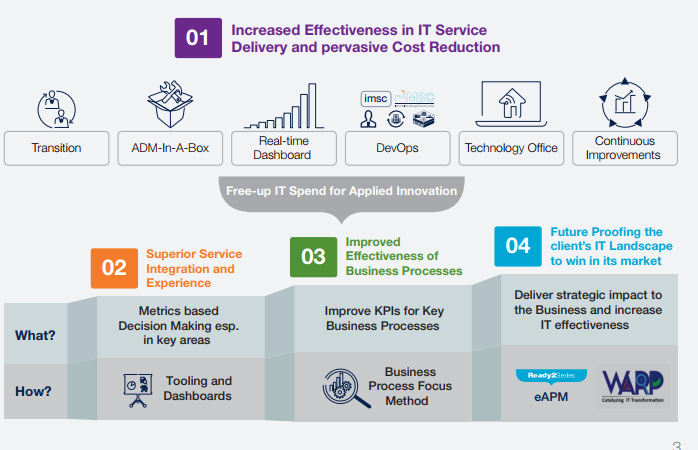 01
Increased Effectiveness in IT Service
Delivery and pervasive Cost Reduction
imsc
Transition
ADM-In-A-Box
Real-time
Dashboard
DevOps
Technology Office
Continuous
Improvements
Free-up IT Spend for Applied Innovation
02
Superior Service
Integration and
Experience
03
Improved
Effectiveness of
Business Processes
04
Future Proofing the
client's IT Landscape
to win in its market
What?
Metrics based
Decision Making esp.
in key areas
Improve KPIs for Key
Business Processes
Deliver strategic impact to
the Business and increase
IT effectiveness
How?
Tooling and
Dashboards
Business
Process Focus
Method
Ready2Series
eAPM
WARP
Catalyzing IT Transformation
3